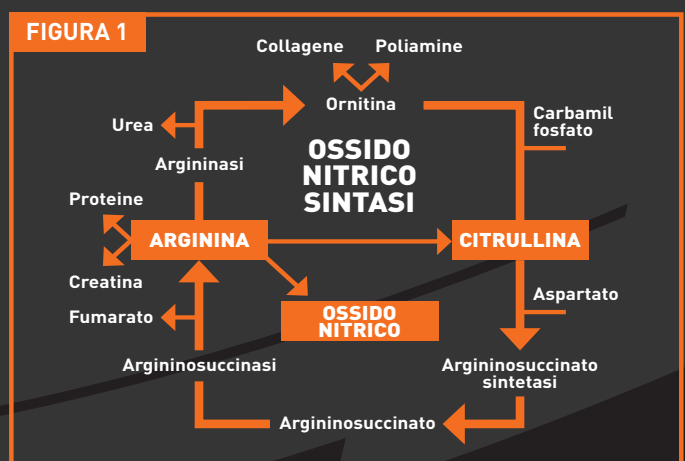 FIGURA 1
Collagene
Poliamine
Ornitina
Urea
Carbamil
fosfato
Argininasi
OSSIDO
NITRICO
SINTASI
Proteine
ARGININA
CITRULLINA
Creatina
Fumarato
OSSIDO
NITRICO
Aspartato
Argininosuccinasi
Argininosuccinato
sintetasi
Argininosuccinato